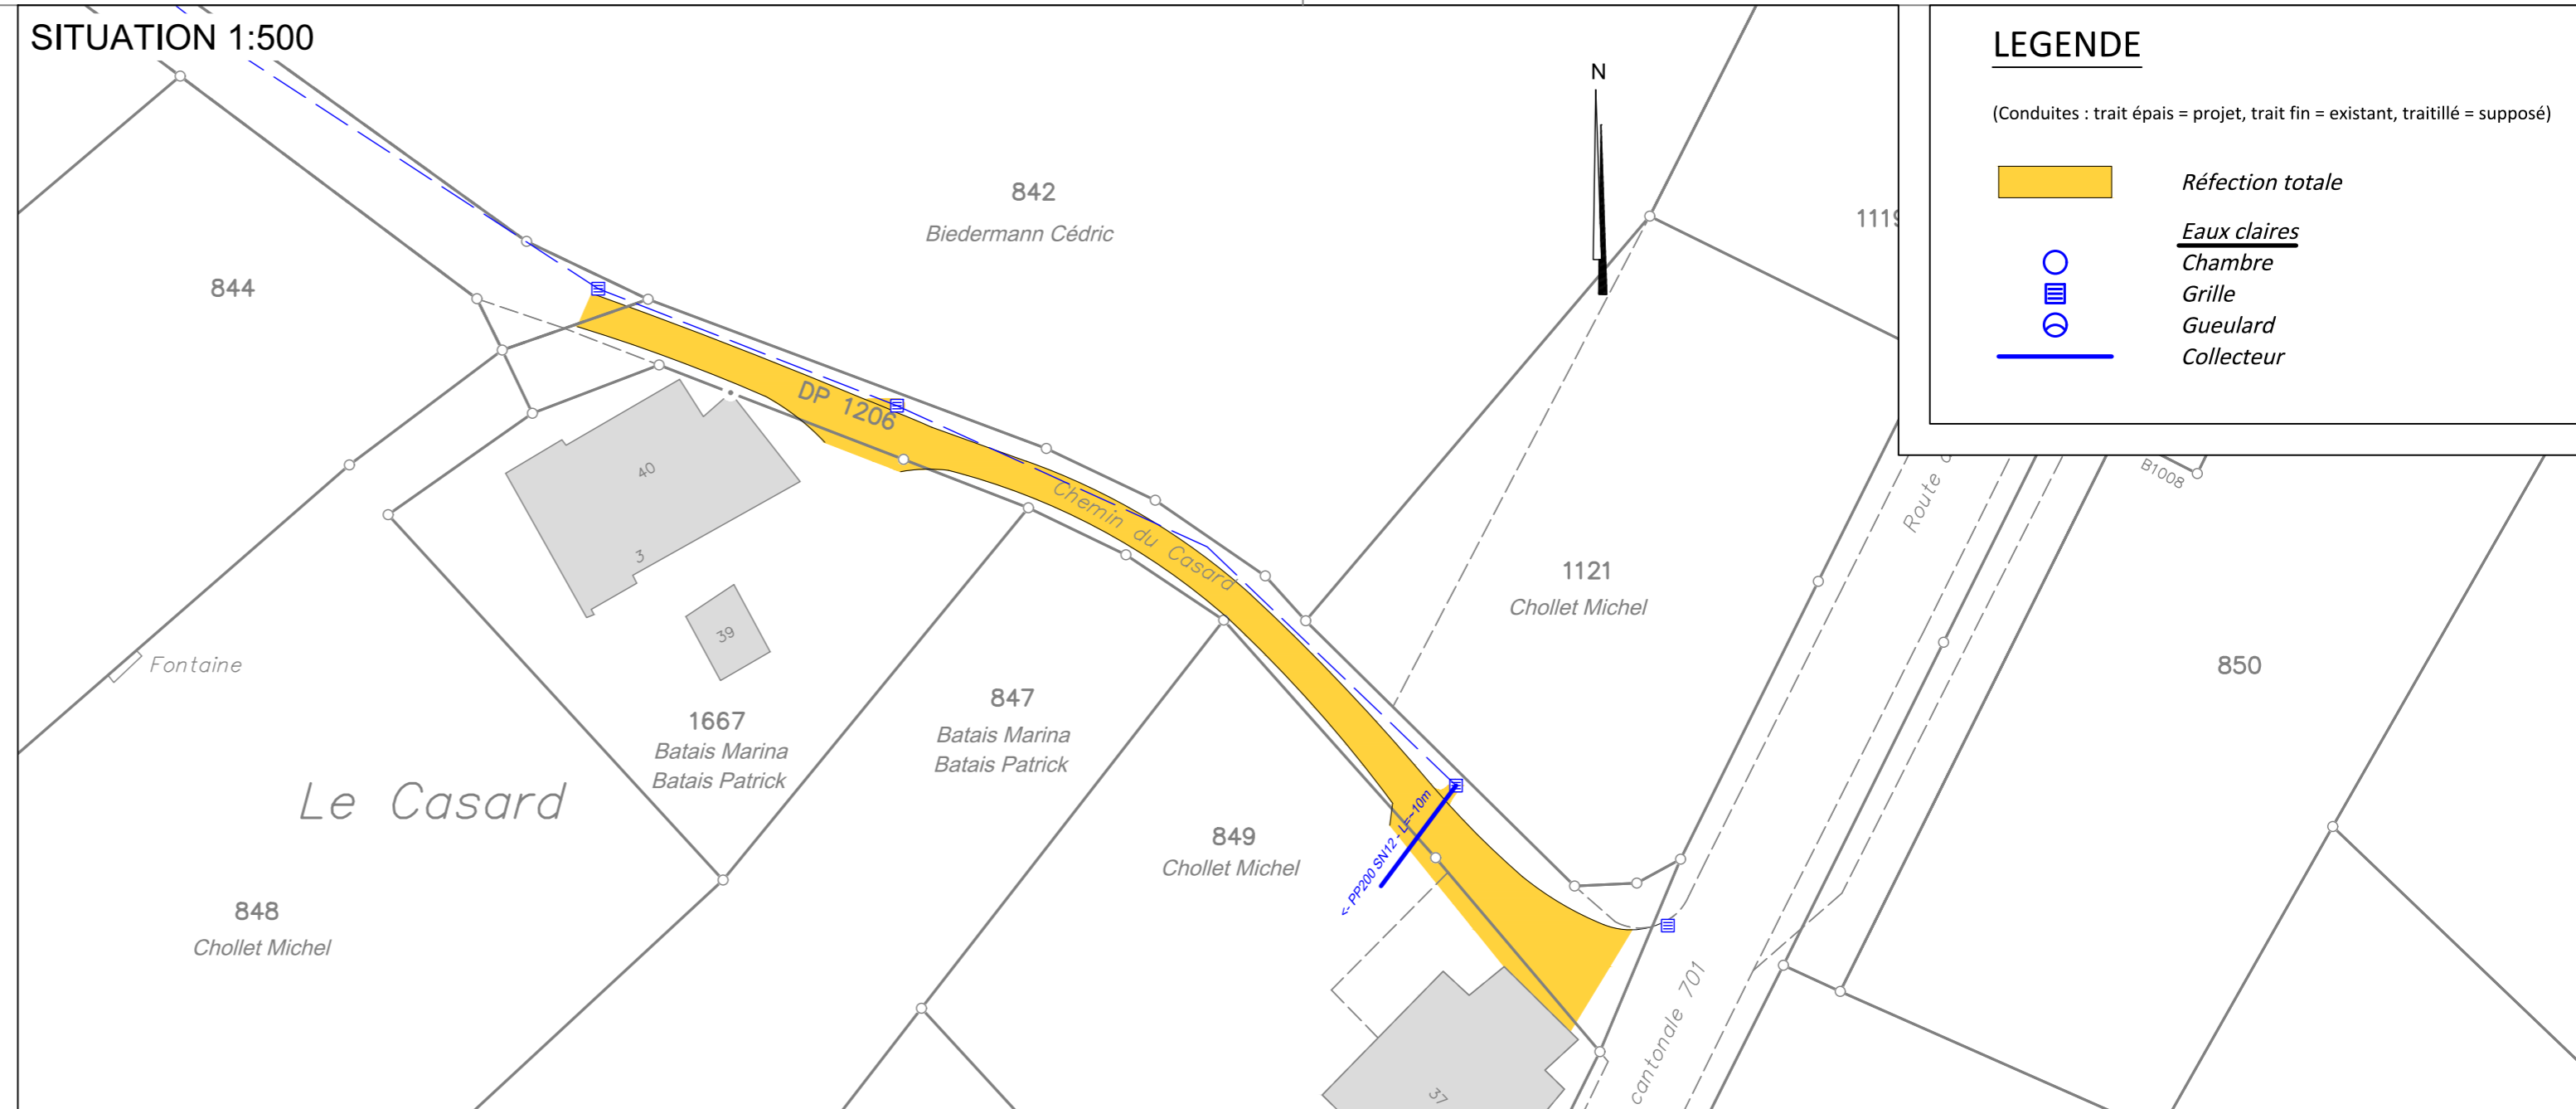 SITUATION 1:500
LEGENDE
(Conduites : trait épais = projet, trait fin = existant, traitillé = supposé)
Réfection totale
Eaux claires
Chambre
Grille
Gueulard
Collecteur
N
842
Biedermann Cédric
844
DP 1206
40
3
39
Fontaine
Chemin du Casard
1121
Chollet Michel
Route
B1008
850
1667
Batais Marina
Batais Patrick
847
Batais Marina
Batais Patrick
Le Casard
849
Chollet Michel
<- PP200 SN12 - L=~10m
848
Chollet Michel
cantonale 701
37